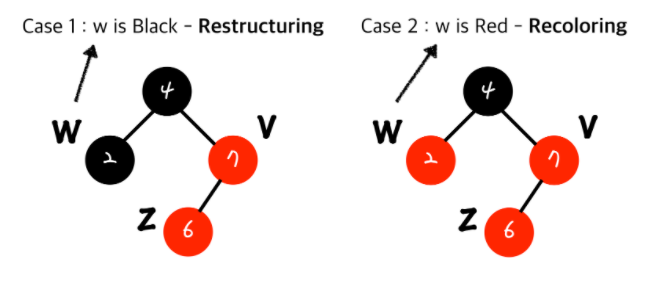 Case 1 : w is Black - Restructuring
4
W
V
2
7
Z
6
Case 2 : w is Red - Recoloring
4
W
V
2
7
Z
6